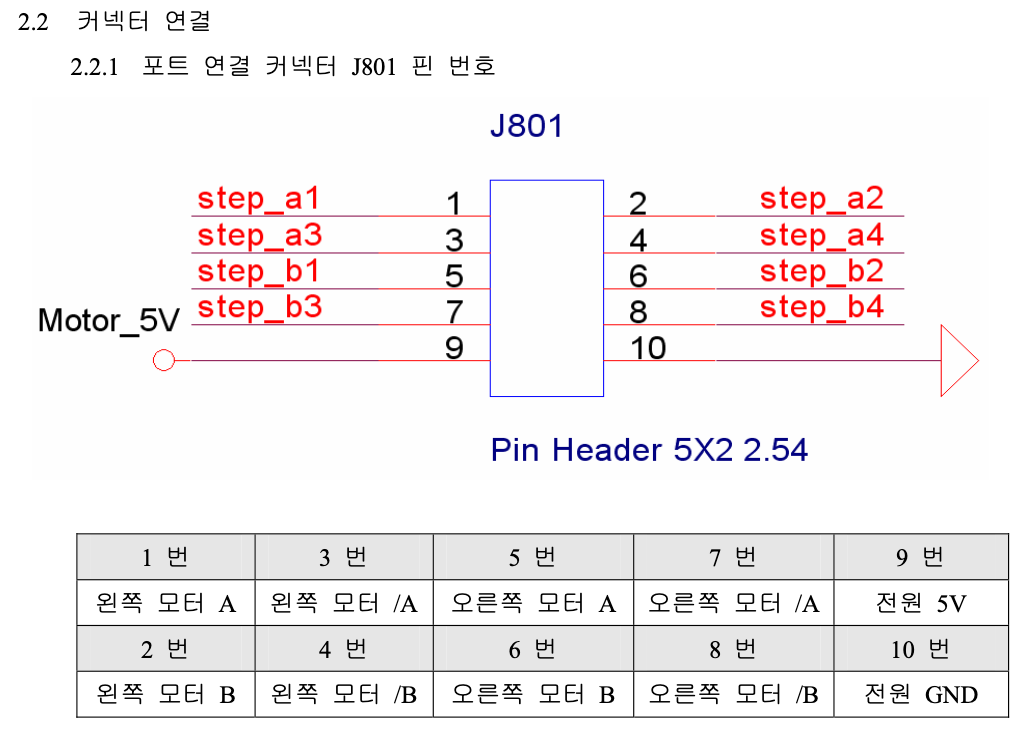 2.2 커넥터 연결
2.2.1 포트 연결 커넥터 J801 핀 번호
J801
step_a1 1 2 step_a2
step_a3 3 4 step_a4
step_b1 5 6 step_b2
step_b3 7 8 step_b4
Motor_5V
9 10
Pin Header 5X2 2.54
1 번 3 번 5 번 7 번 9 번
왼쪽 모터 A 왼쪽 모터 /A 오른쪽 모터 A 오른쪽 모터 /A 전원 5V
2 번 4 번 6 번 8 번 10 번
왼쪽 모터 B 왼쪽 모터 /B 오른쪽 모터 B 오른쪽 모터 /B 전원 GND